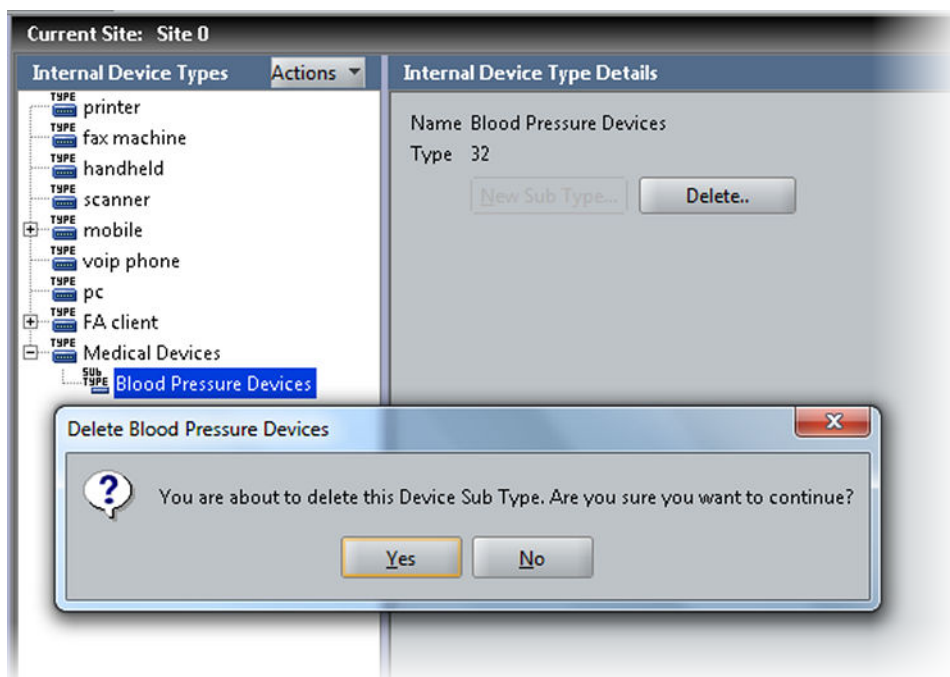 Current Site: Site 0
Internal Device Types
Actions
Internal Device Type Details
TYPE printer
TYPE fax machine
TYPE handheld
TYPE scanner
TYPE mobile
TYPE voip phone
TYPE pc
TYPE FA client
TYPE Medical Devices
SUB TYPE Blood Pressure Devices
Name Blood Pressure Devices
Type 32
New Sub Type...
Delete..
Delete Blood Pressure Devices
You are about to delete this Device Sub Type. Are you sure you want to continue?
Yes
No